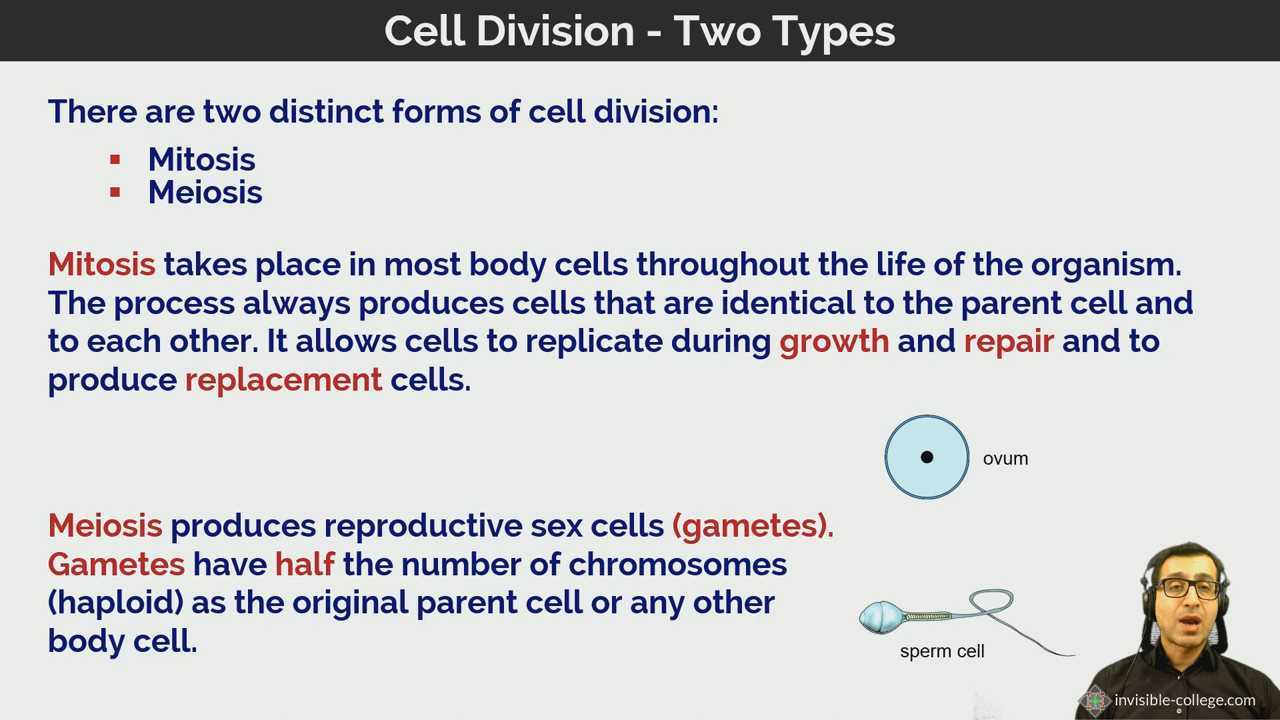 Cell Division - Two Types
There are two distinct forms of cell division:
▪ Mitosis
▪ Meiosis
Mitosis takes place in most body cells throughout the life of the organism.
The process always produces cells that are identical to the parent cell and
to each other. It allows cells to replicate during growth and repair and to
produce replacement cells.
ovum
Meiosis produces reproductive sex cells (gametes).
Gametes have half the number of chromosomes
(haploid) as the original parent cell or any other
body cell.
sperm cell
invisible-college.com